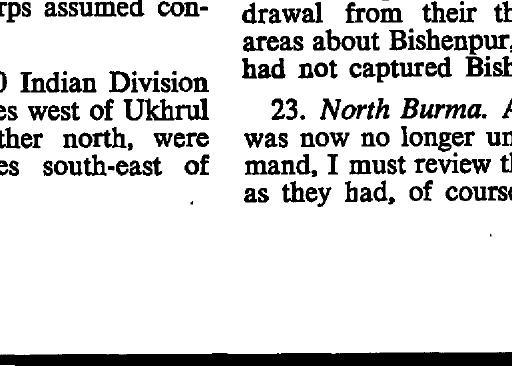 rps assumed con-
0 Indian Division
es west of Ukhrul
ther north, were
es south-east of
drawal from their th
areas about Bishenpur,
had not captured Bish
23. North Burma. A
was now no longer un
mand, I must review th
as they had, of course